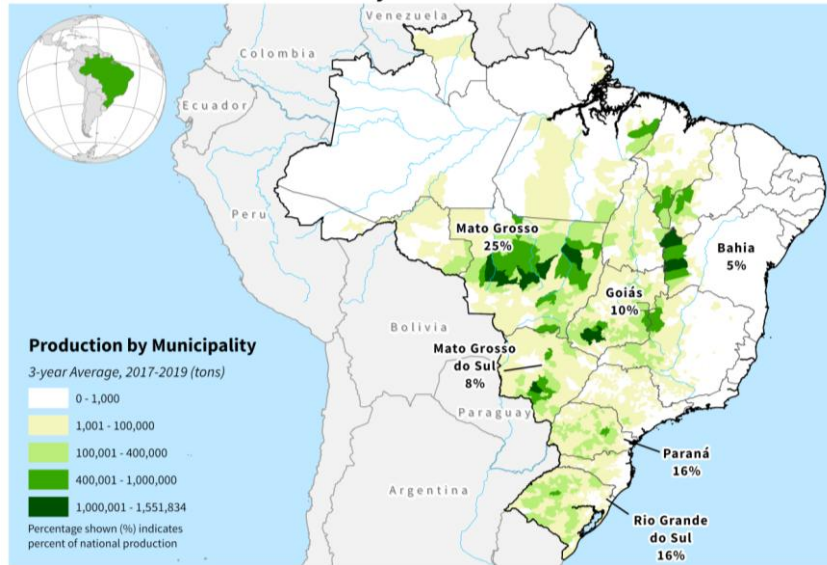 Venezuela
Colombia
Ecuador
Peru
Mato Grosso
25%
Bahia
5%
Goiás
10%
Bolivia
Mato Grosso
do Sul
8%
Paraguay
Paraná
16%
Argentina
Rio Grande
do Sul
16%
Production by Municipality
3-year Average, 2017-2019 (tons)
0 - 1,000
1,001 - 100,000
100,001 - 400,000
400,001 - 1,000,000
1,000,001 - 1,551,834
Percentage shown (%) indicates
percent of national production